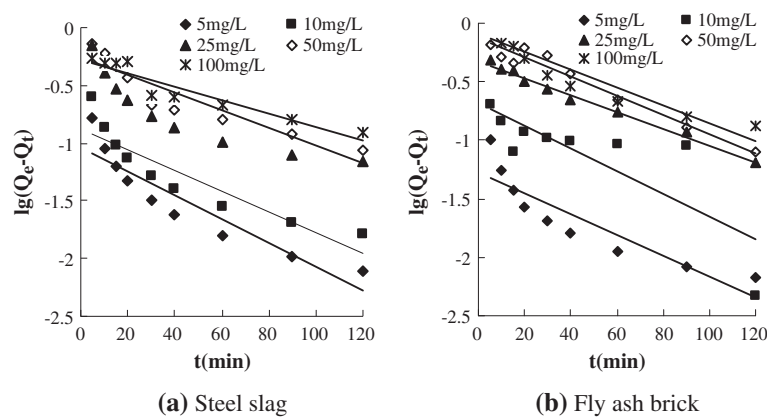 5mg/L 10mg/L
25mg/L 50mg/L
100mg/L
0
-0.5
-1
-1.5
-2
-2.5
lg(Qe-Qt)
0 20 40 60 80 100 120
t(min)
(a) Steel slag
5mg/L 10mg/L
25mg/L 50mg/L
100mg/L
0
-0.5
-1
-1.5
-2
-2.5
lg(Qe-Qt)
0 20 40 60 80 100 120
t(min)
(b) Fly ash brick